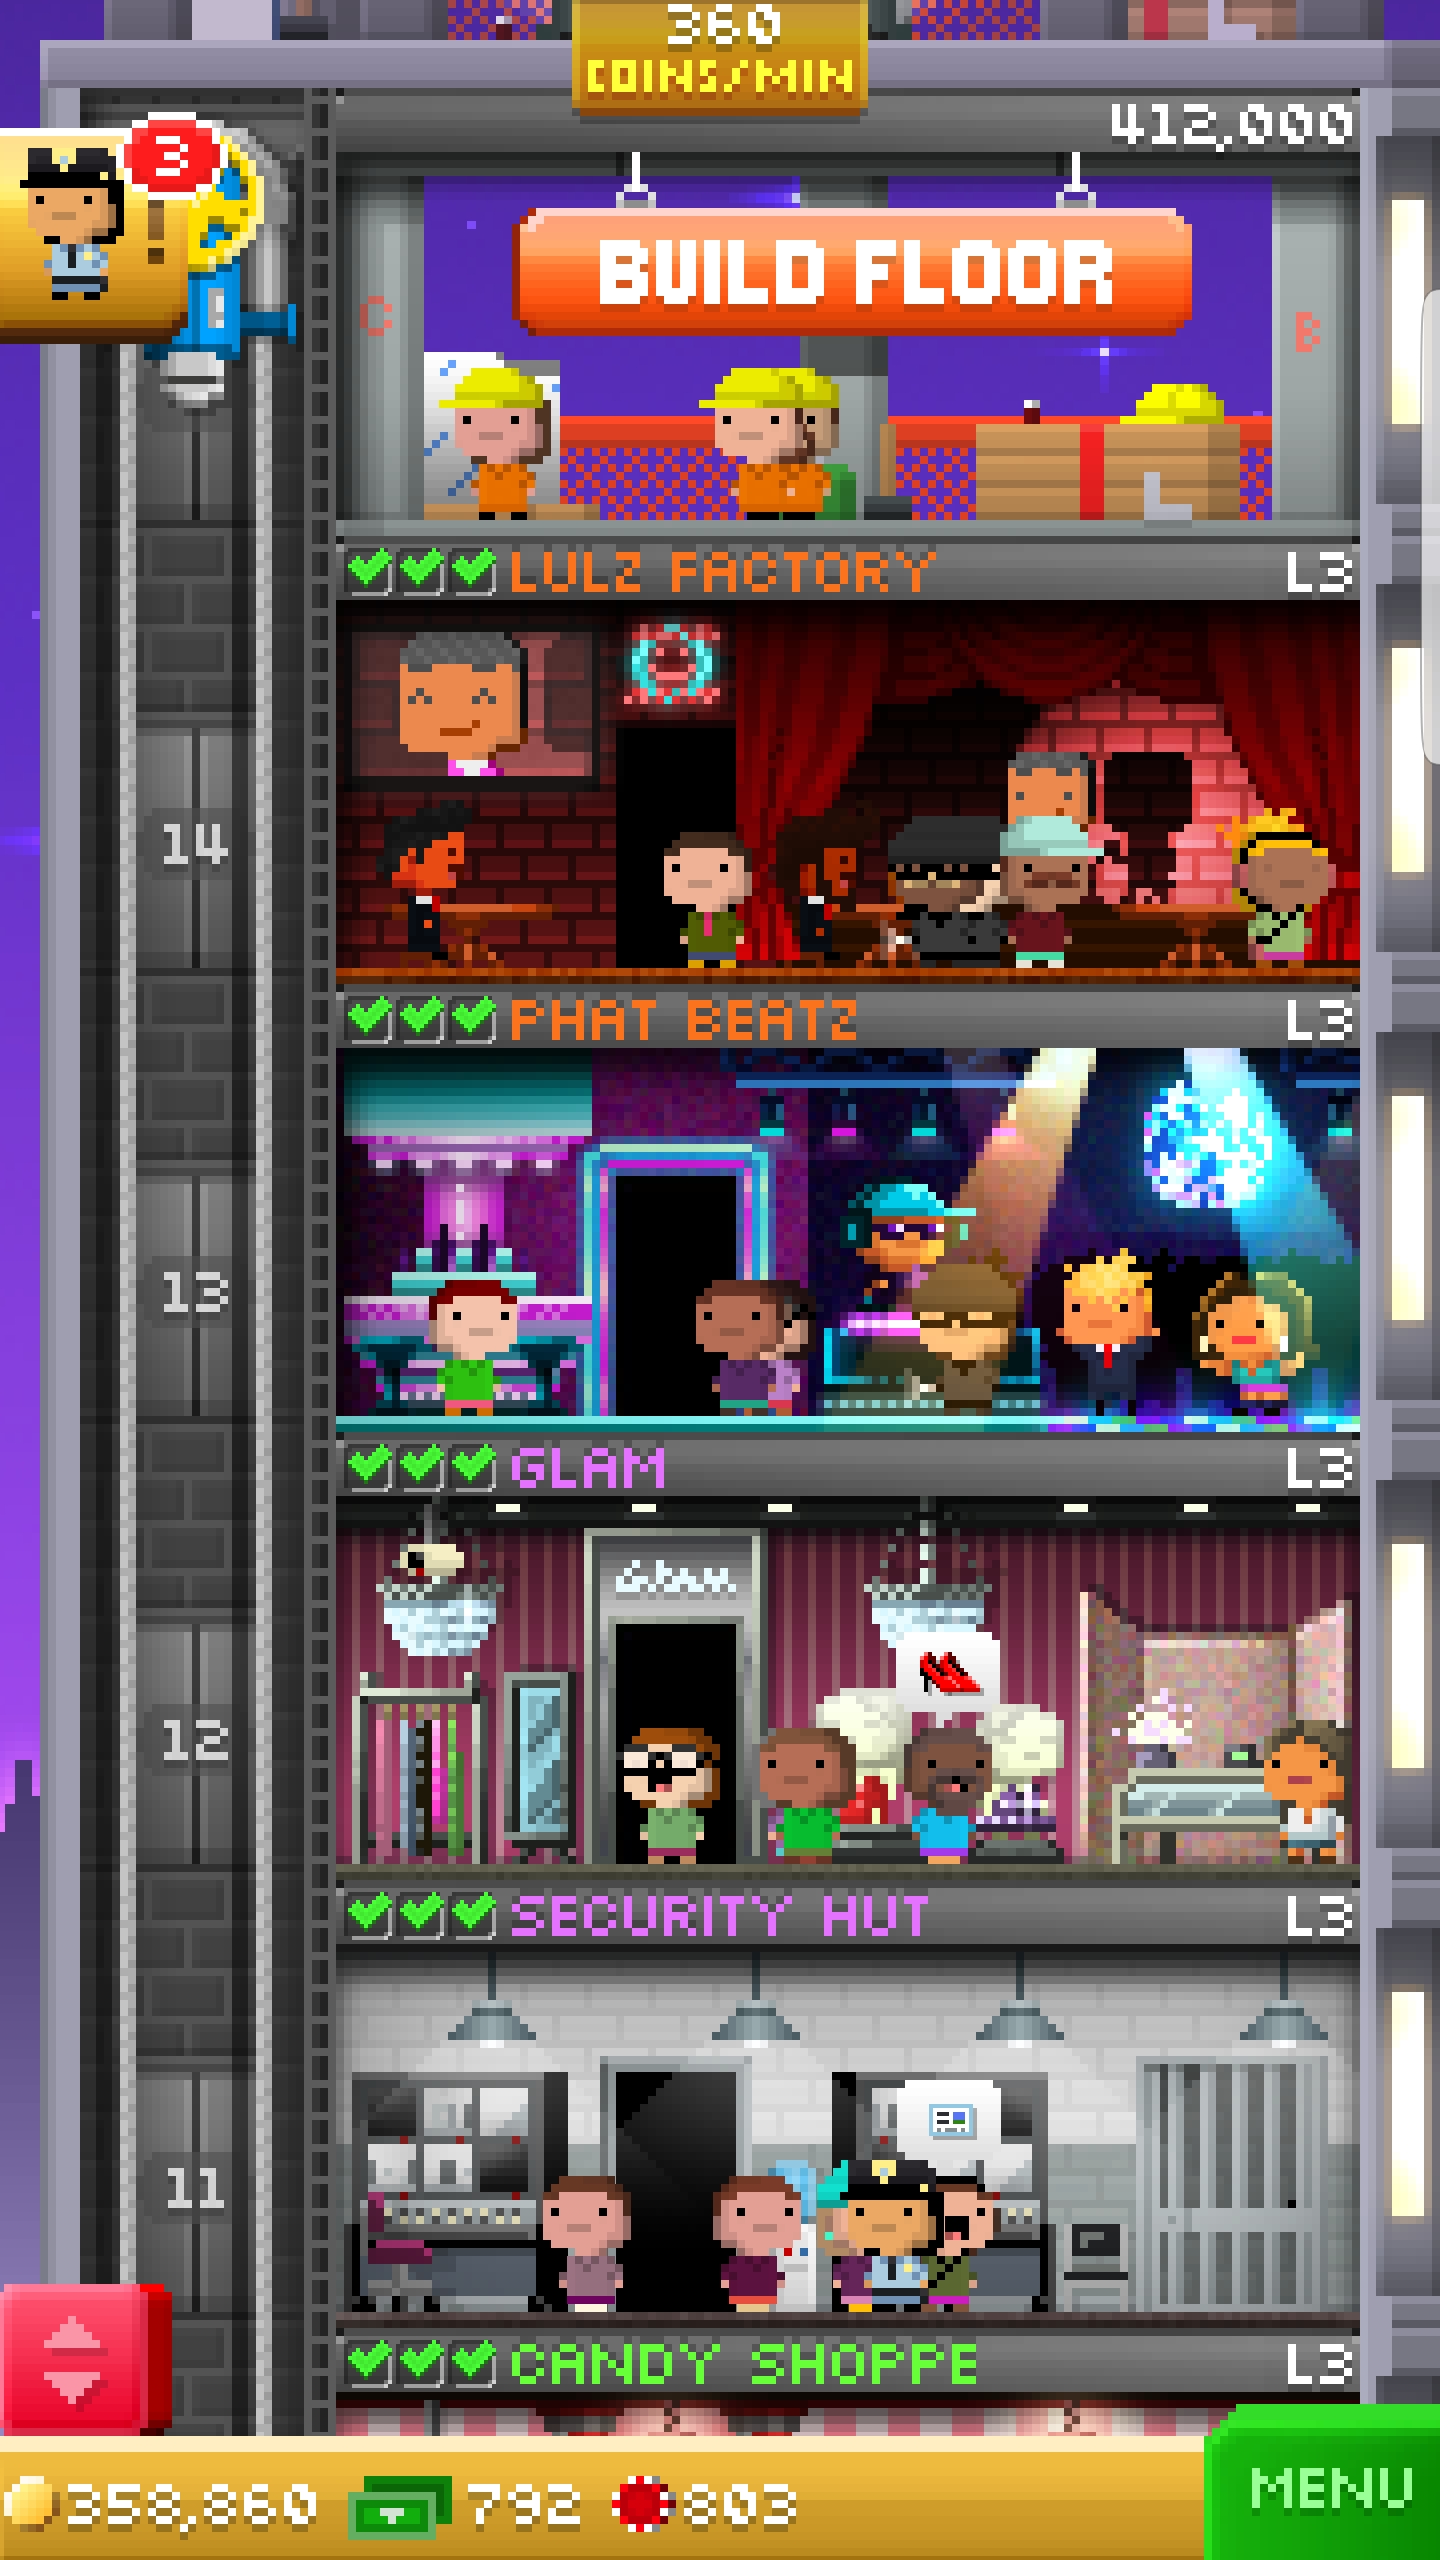 360
COINS/MIN
412,000
3
!
BUILD FLOOR
C
B
LULZ FACTORY L3
14
PHAT BEATZ L3
13
GLAM L3
Glam
12
SECURITY HUT L3
11
CANDY SHOPPE L3
358,860 792 803
MENU